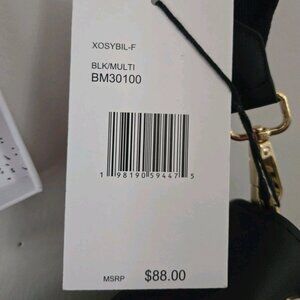 XOSYBIL-F
BLK/MULTI
BM30100
1 98190 59447 5
MSRP $88.00